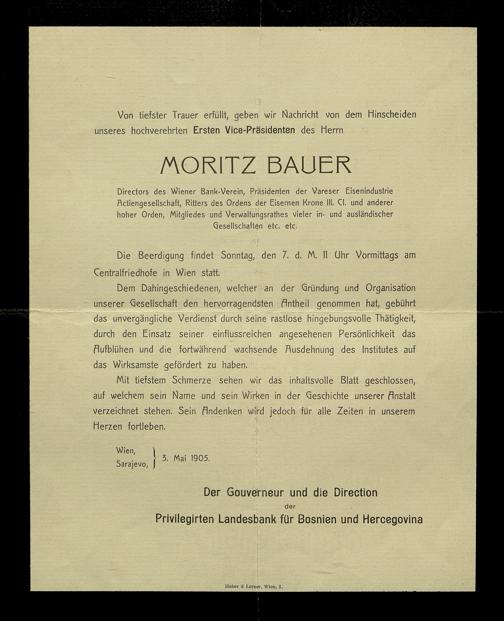 Von tiefster Trauer erfüllt, geben wir Nachricht von dem Hinscheiden
unseres hochverehrten Ersten Vice-Präsidenten des Herrn
MORITZ BAUER
Directors des Wiener Bank-Verein, Präsidenten der Vareser Eisenindustrie
Actiengesellschaft, Ritters des Ordens der Eisernen Krone III. Cl. und anderer
hoher Orden, Mitgliedes und Verwaltungsrathes vieler in- und ausländischer
Gesellschaften etc. etc.
Die Beerdigung findet Sonntag, den 7. d. M. 11 Uhr Vormittags am
Centralfriedhofe in Wien statt.
Dem Dahingeschiedenen, welcher an der Gründung und Organisation
unserer Gesellschaft den hervorragendsten Antheil genommen hat, gebührt
das unvergängliche Verdienst durch seine rastlose hingebungsvolle Thätigkeit,
durch den Einsatz seiner einflussreichen angesehenen Persönlichkeit das
Aufblühen und die fortwährend wachsende Ausdehnung des Institutes auf
das Wirksamste gefördert zu haben.
Mit tiefstem Schmerze sehen wir das inhaltsvolle Blatt geschlossen,
auf welchem sein Name und sein Wirken in der Geschichte unserer Anstalt
verzeichnet stehen. Sein Andenken wird jedoch für alle Zeiten in unserem
Herzen fortleben.
Wien,
Sarajevo, } 3. Mai 1905.
Der Gouverneur und die Direction
der
Privilegirten Landesbank für Bosnien und Hercegovina
Huber & Lerner, Wien, I.